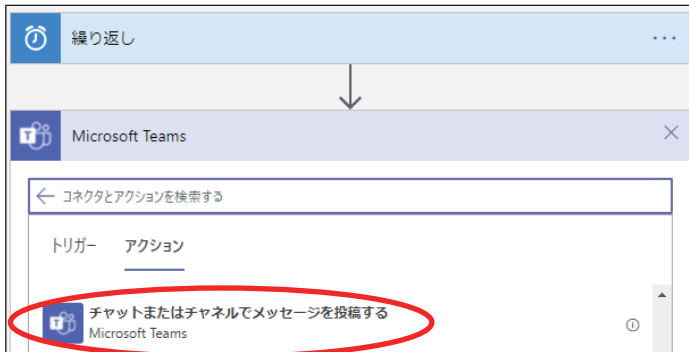 繰り返し
Microsoft Teams
コネクタとアクションを検索する
トリガー アクション
チャットまたはチャネルでメッセージを投稿する
Microsoft Teams